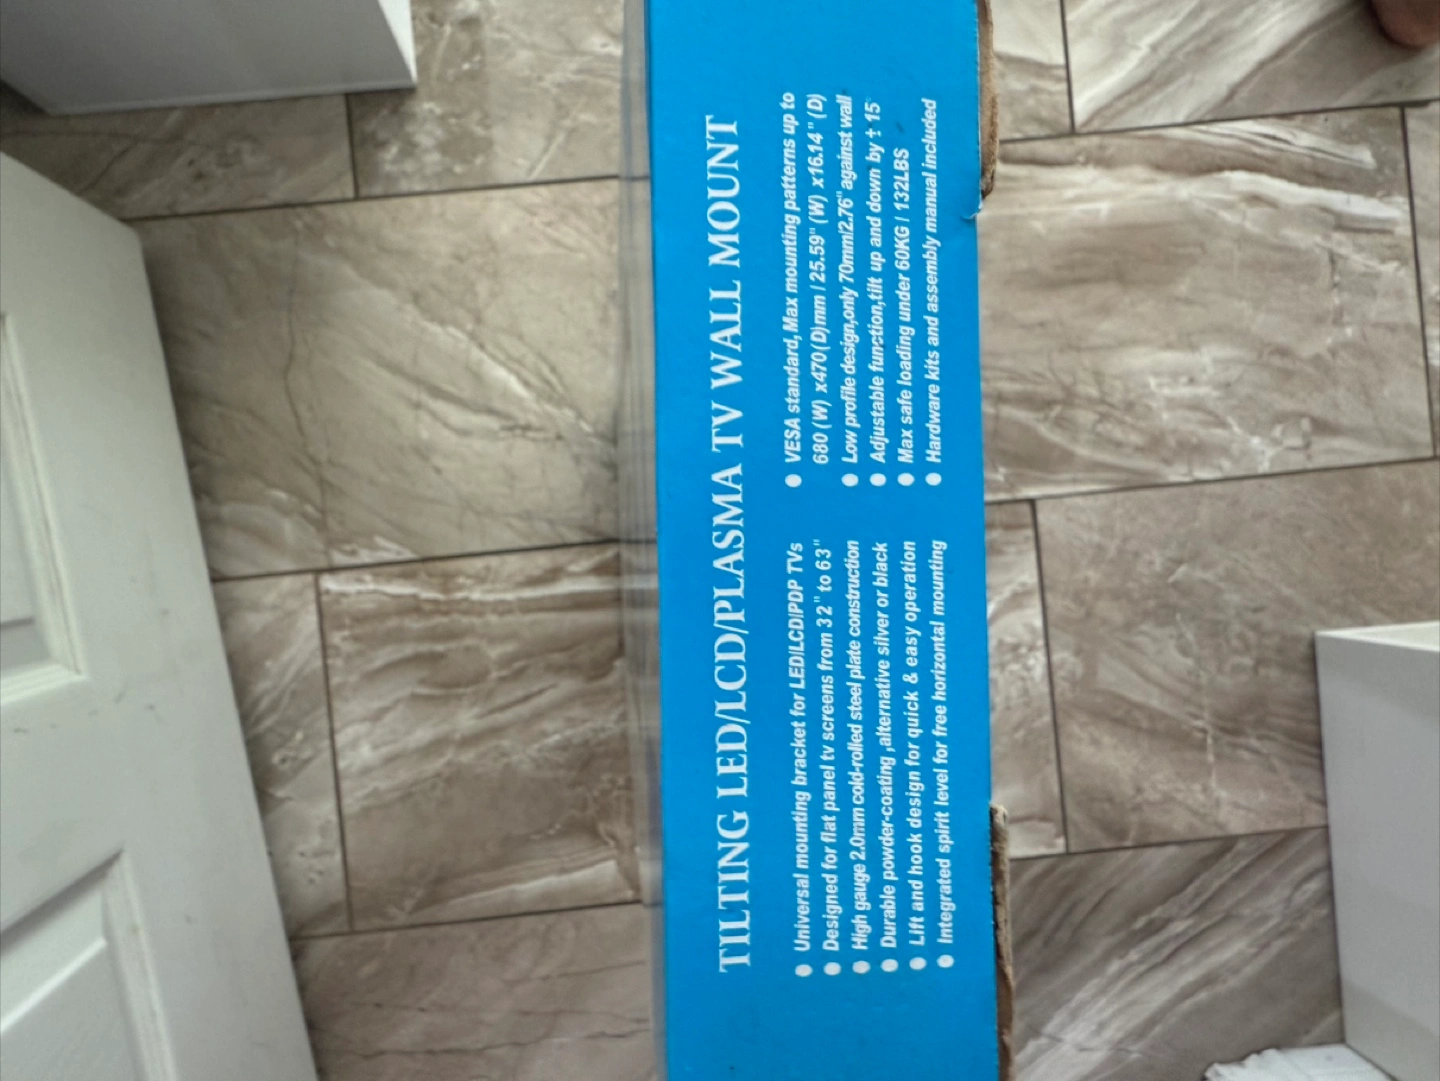 TILTING LED/LCD/PLASMA TV WALL MOUNT
● Universal mounting bracket for LED/LCD/PDP TVs
● Designed for flat panel tv screens from 32" to 63"
● High gauge 2.0mm cold-rolled steel plate construction
● Durable powder-coating ,alternative silver or black
● Lift and hook design for quick & easy operation
● Integrated spirit level for free horizontal mounting
● VESA standard, Max mounting patterns up to
680 (W) x470 (D)mm / 25.59" (W) x16.14" (D)
● Low profile design,only 70mm/2.76" against wall
● Adjustable function,tilt up and down by ± 15
● Max safe loading under 60KG / 132LBS
● Hardware kits and assembly manual included